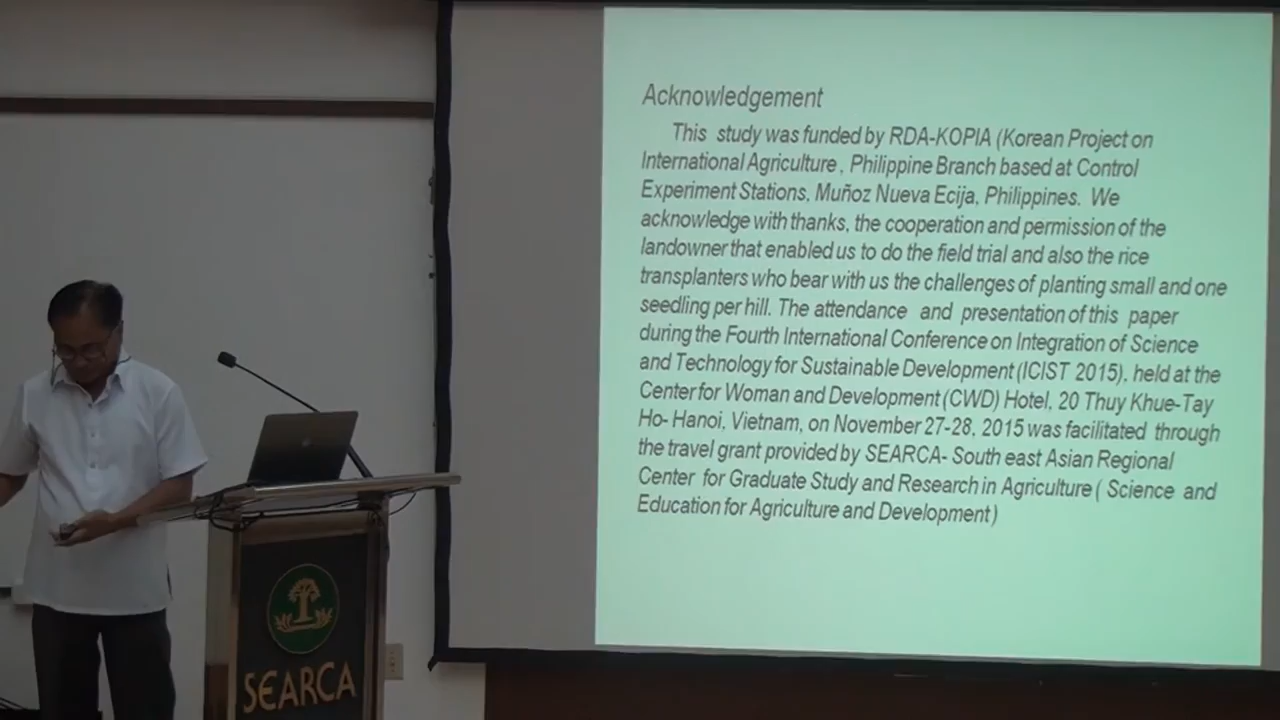 Acknowledgement
This study was funded by RDA-KOPIA (Korean Project on
International Agriculture , Philippine Branch based at Control
Experiment Stations, Muñoz Nueva Ecija, Philippines. We
acknowledge with thanks, the cooperation and permission of the
landowner that enabled us to do the field trial and also the rice
transplanters who bear with us the challenges of planting small and one
seedling per hill. The attendance and presentation of this paper
during the Fourth International Conference on Integration of Science
and Technology for Sustainable Development (ICIST 2015), held at the
Center for Woman and Development (CWD) Hotel, 20 Thuy Khue-Tay
Ho- Hanoi, Vietnam, on November 27-28, 2015 was facilitated through
the travel grant provided by SEARCA- South east Asian Regional
Center for Graduate Study and Research in Agriculture ( Science and
Education for Agriculture and Development)
SEARCA